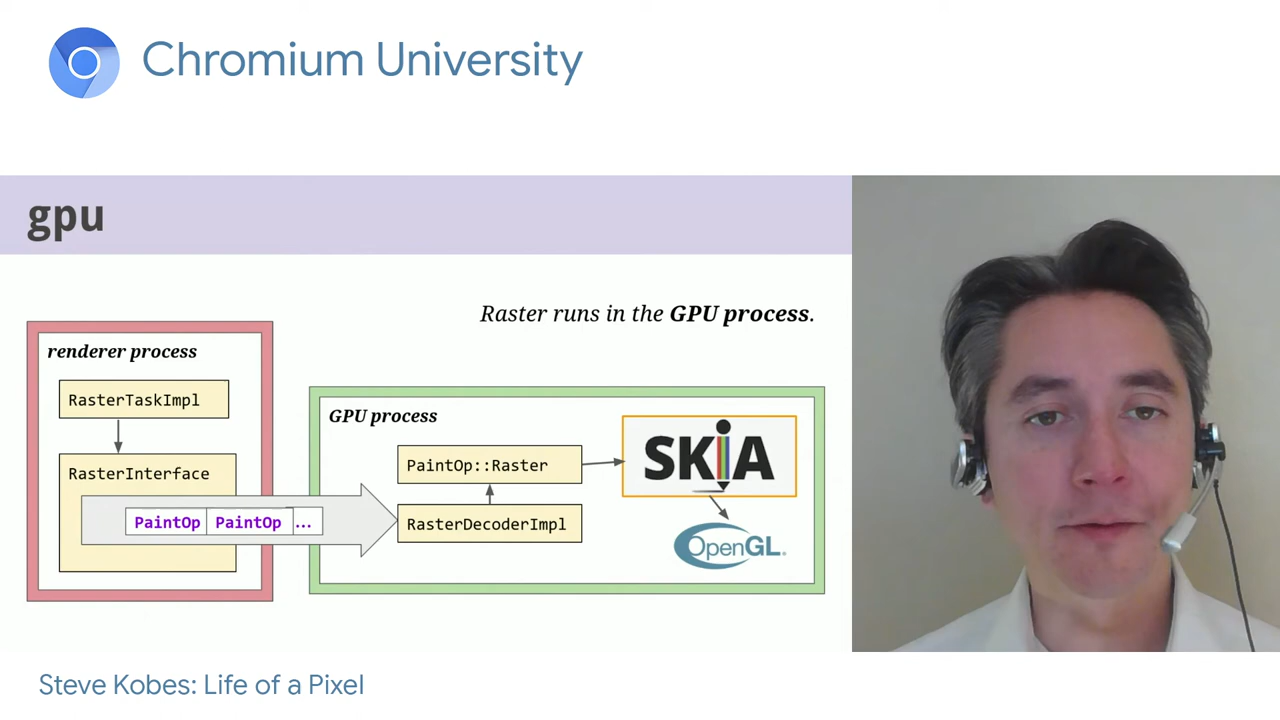 Chromium University
gpu
Raster runs in the GPU process.
renderer process
RasterTaskImpl
RasterInterface
PaintOp PaintOp ...
GPU process
PaintOp::Raster
RasterDecoderImpl
SKiA
OpenGL.
Steve Kobes: Life of a Pixel